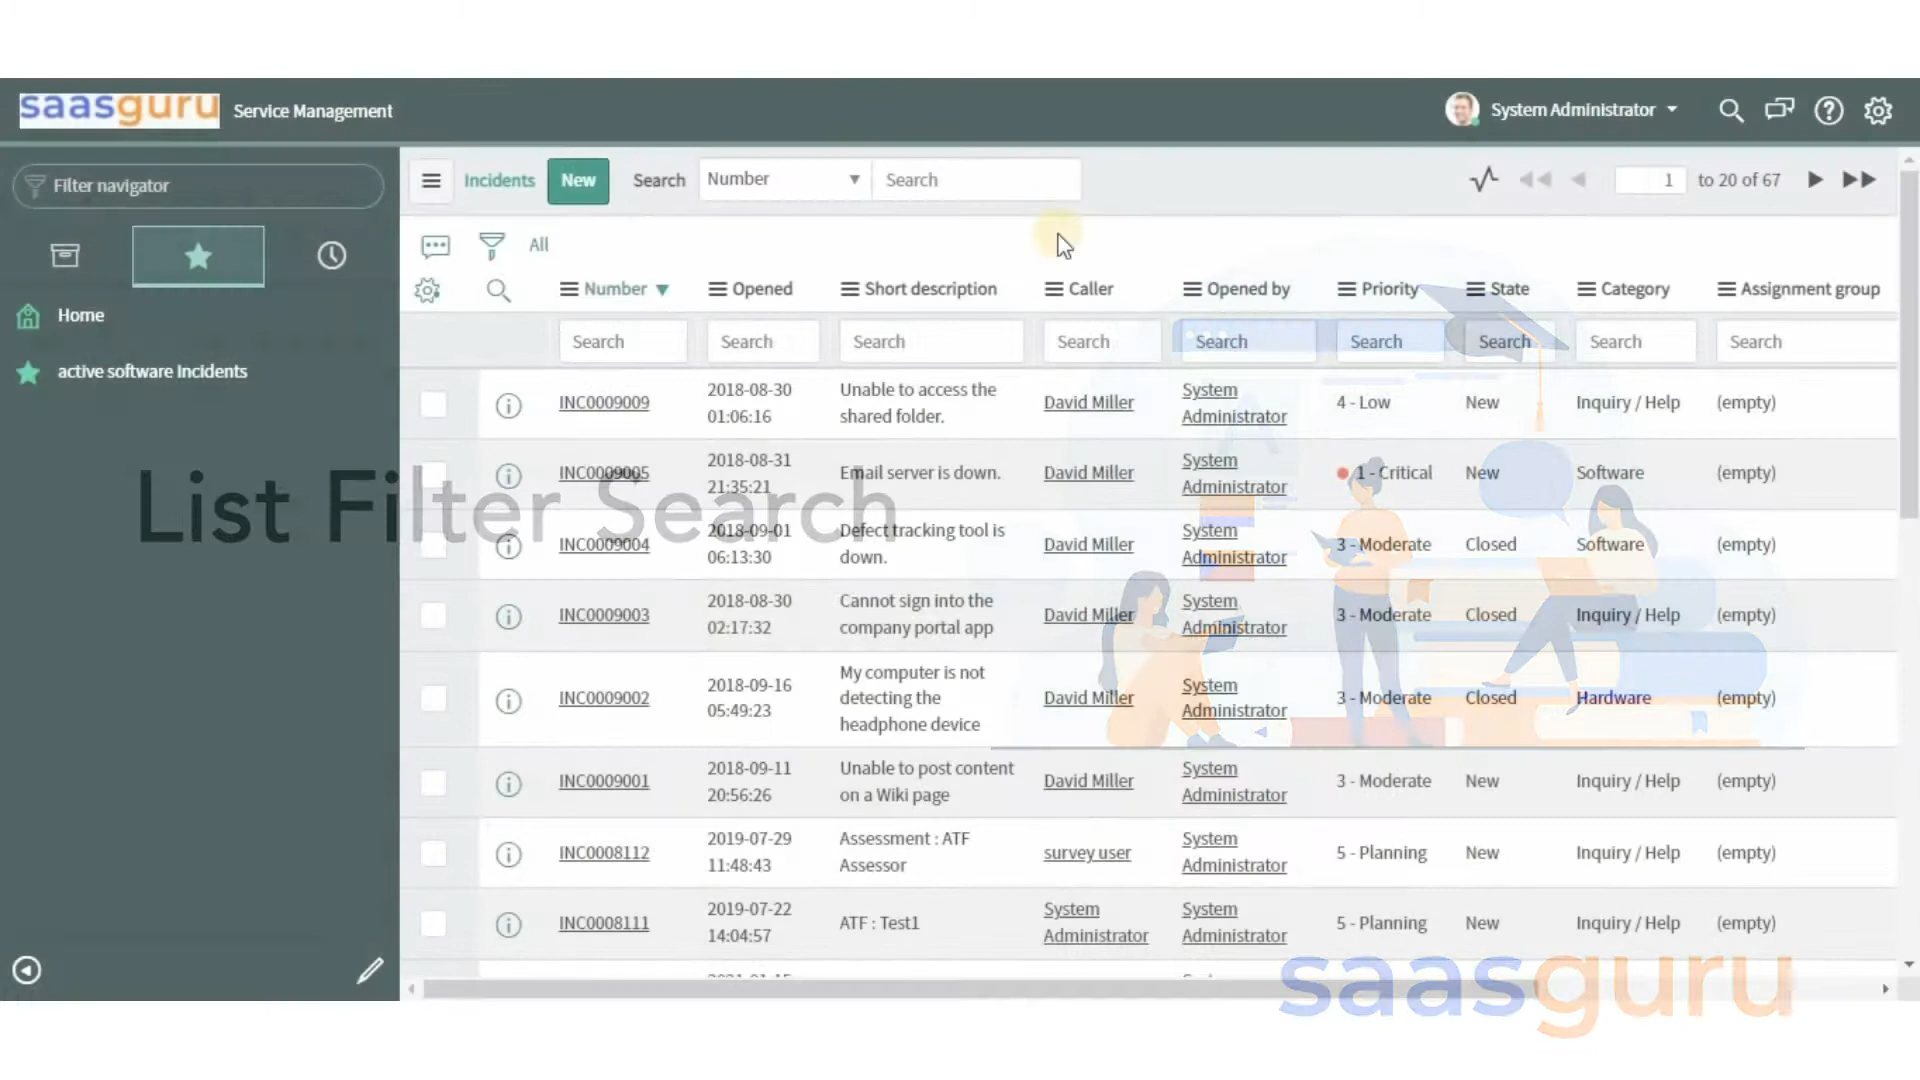 saasguru Service Management System Administrator
Filter navigator
Incidents New Search Number Search 1 to 20 of 67
All
Number Opened Short description Caller Opened by Priority State Category Assignment group
Search Search Search Search Search Search Search Search Search
Home
active software Incidents
INC0009009 2018-08-30 01:06:16 Unable to access the shared folder. David Miller System Administrator 4 - Low New Inquiry / Help (empty)
INC0009005 2018-08-31 21:35:21 Email server is down. David Miller System Administrator 1 - Critical New Software (empty)
List Filter Search
INC0009004 2018-09-01 06:13:30 Defect tracking tool is down. David Miller System Administrator 3 - Moderate Closed Software (empty)
INC0009003 2018-08-30 02:17:32 Cannot sign into the company portal app David Miller System Administrator 3 - Moderate Closed Inquiry / Help (empty)
INC0009002 2018-09-16 05:49:23 My computer is not detecting the headphone device David Miller System Administrator 3 - Moderate Closed Hardware (empty)
INC0009001 2018-09-11 20:56:26 Unable to post content on a Wiki page David Miller System Administrator 3 - Moderate New Inquiry / Help (empty)
INC0008112 2019-07-29 11:48:43 Assessment : ATF Assessor survey user System Administrator 5 - Planning New Inquiry / Help (empty)
INC0008111 2019-07-22 14:04:57 ATF : Test1 System Administrator System Administrator 5 - Planning New Inquiry / Help (empty)
saasguru